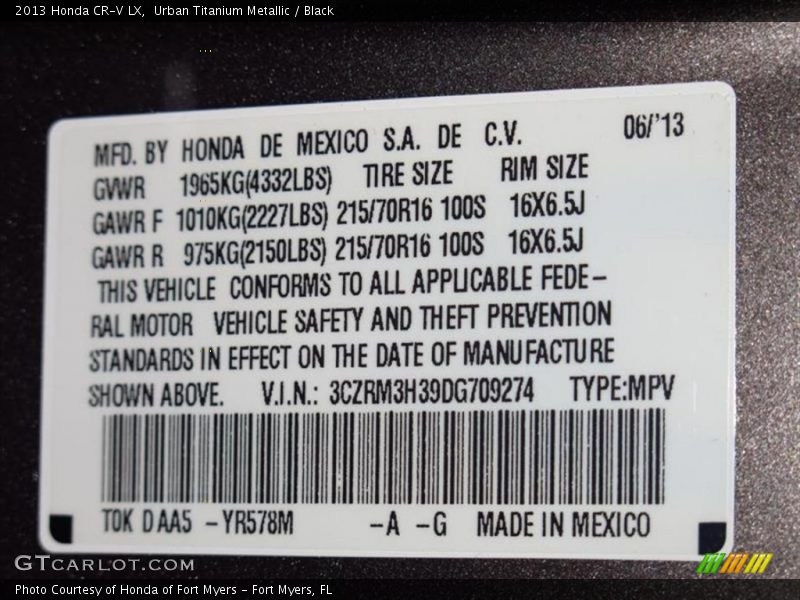 2013 Honda CR-V LX, Urban Titanium Metallic / Black
MFD. BY HONDA DE MEXICO S.A. DE C.V. 06/'13
GVWR 1965KG(4332LBS) TIRE SIZE RIM SIZE
GAWR F 1010KG(2227LBS) 215/70R16 100S 16X6.5J
GAWR R 975KG(2150LBS) 215/70R16 100S 16X6.5J
THIS VEHICLE CONFORMS TO ALL APPLICABLE FEDE-
RAL MOTOR VEHICLE SAFETY AND THEFT PREVENTION
STANDARDS IN EFFECT ON THE DATE OF MANUFACTURE
SHOWN ABOVE. V.I.N.: 3CZRM3H39DG709274 TYPE:MPV
T0K DAA5 -YR578M -A -G MADE IN MEXICO
GTCARLOT.COM
Photo Courtesy of Honda of Fort Myers - Fort Myers, FL